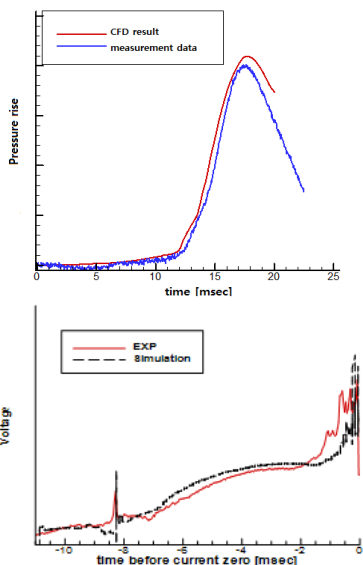 CFD result
measurement data
Pressure rise
0 5 10 15 20 25
time [msec]
EXP
Simulation
Voltage
-10 -8 -6 -4 -2 0
time before current zero [msec]